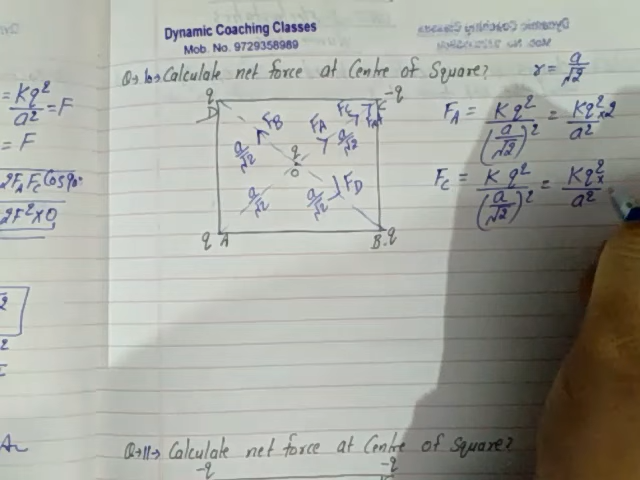 Dynamic Coaching Classes
Mob. No. 9729358989
Q→10→ Calculate net force at Centre of Square? r = a/√2
= Kq²/a² = F
= F
2FAFC Cos90°
2F²×0
q D -q
FB FA FC
a/√2 a/√2
q
O
a/√2 a/√2 FD
q A B q
FA = Kq²/(a/√2)² = Kq²×2/a²
FC = Kq²/(a/√2)² = Kq²×/a²
Q→11→ Calculate net force at Centre of Square?
-q -q